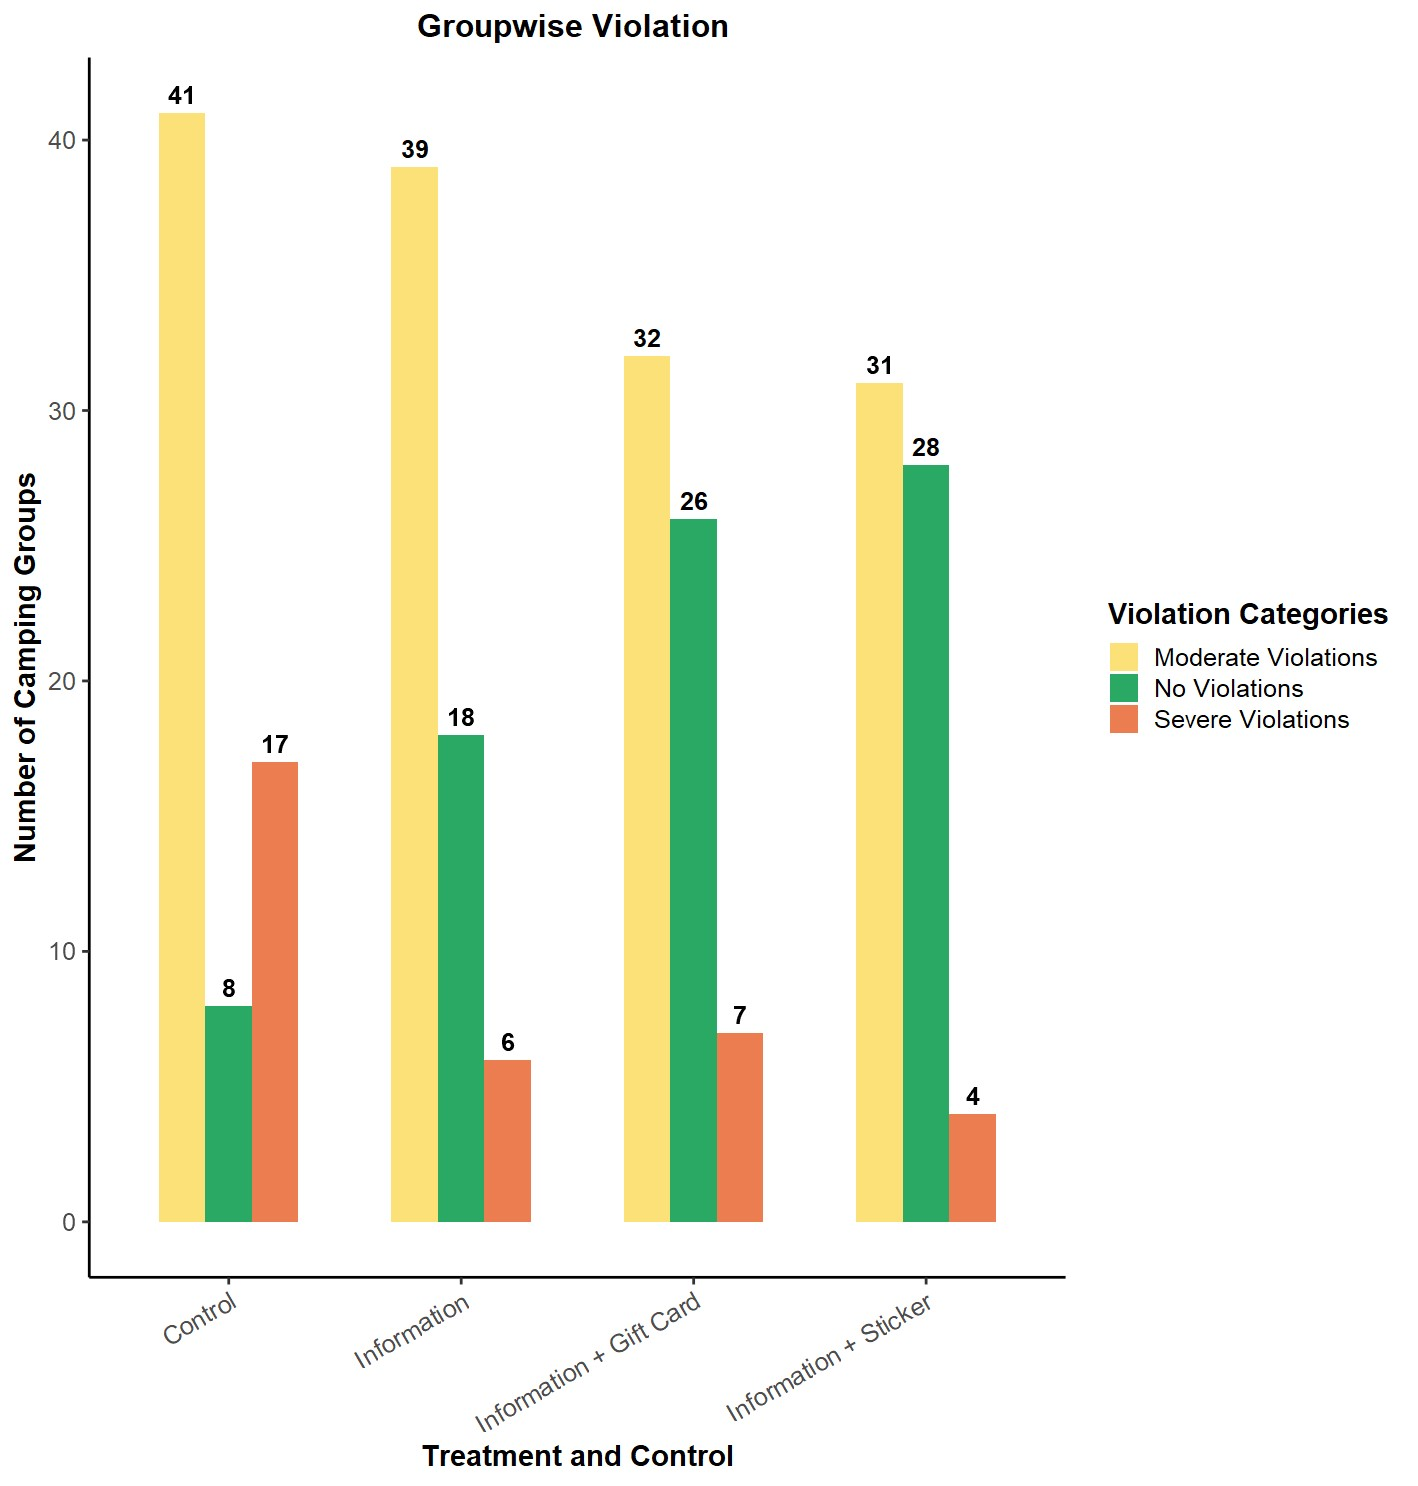 Groupwise Violation
Number of Camping Groups
40
30
20
10
0
41
8
17
39
18
6
32
26
7
31
28
4
Control
Information
Information + Gift Card
Information + Sticker
Treatment and Control
Violation Categories
Moderate Violations
No Violations
Severe Violations